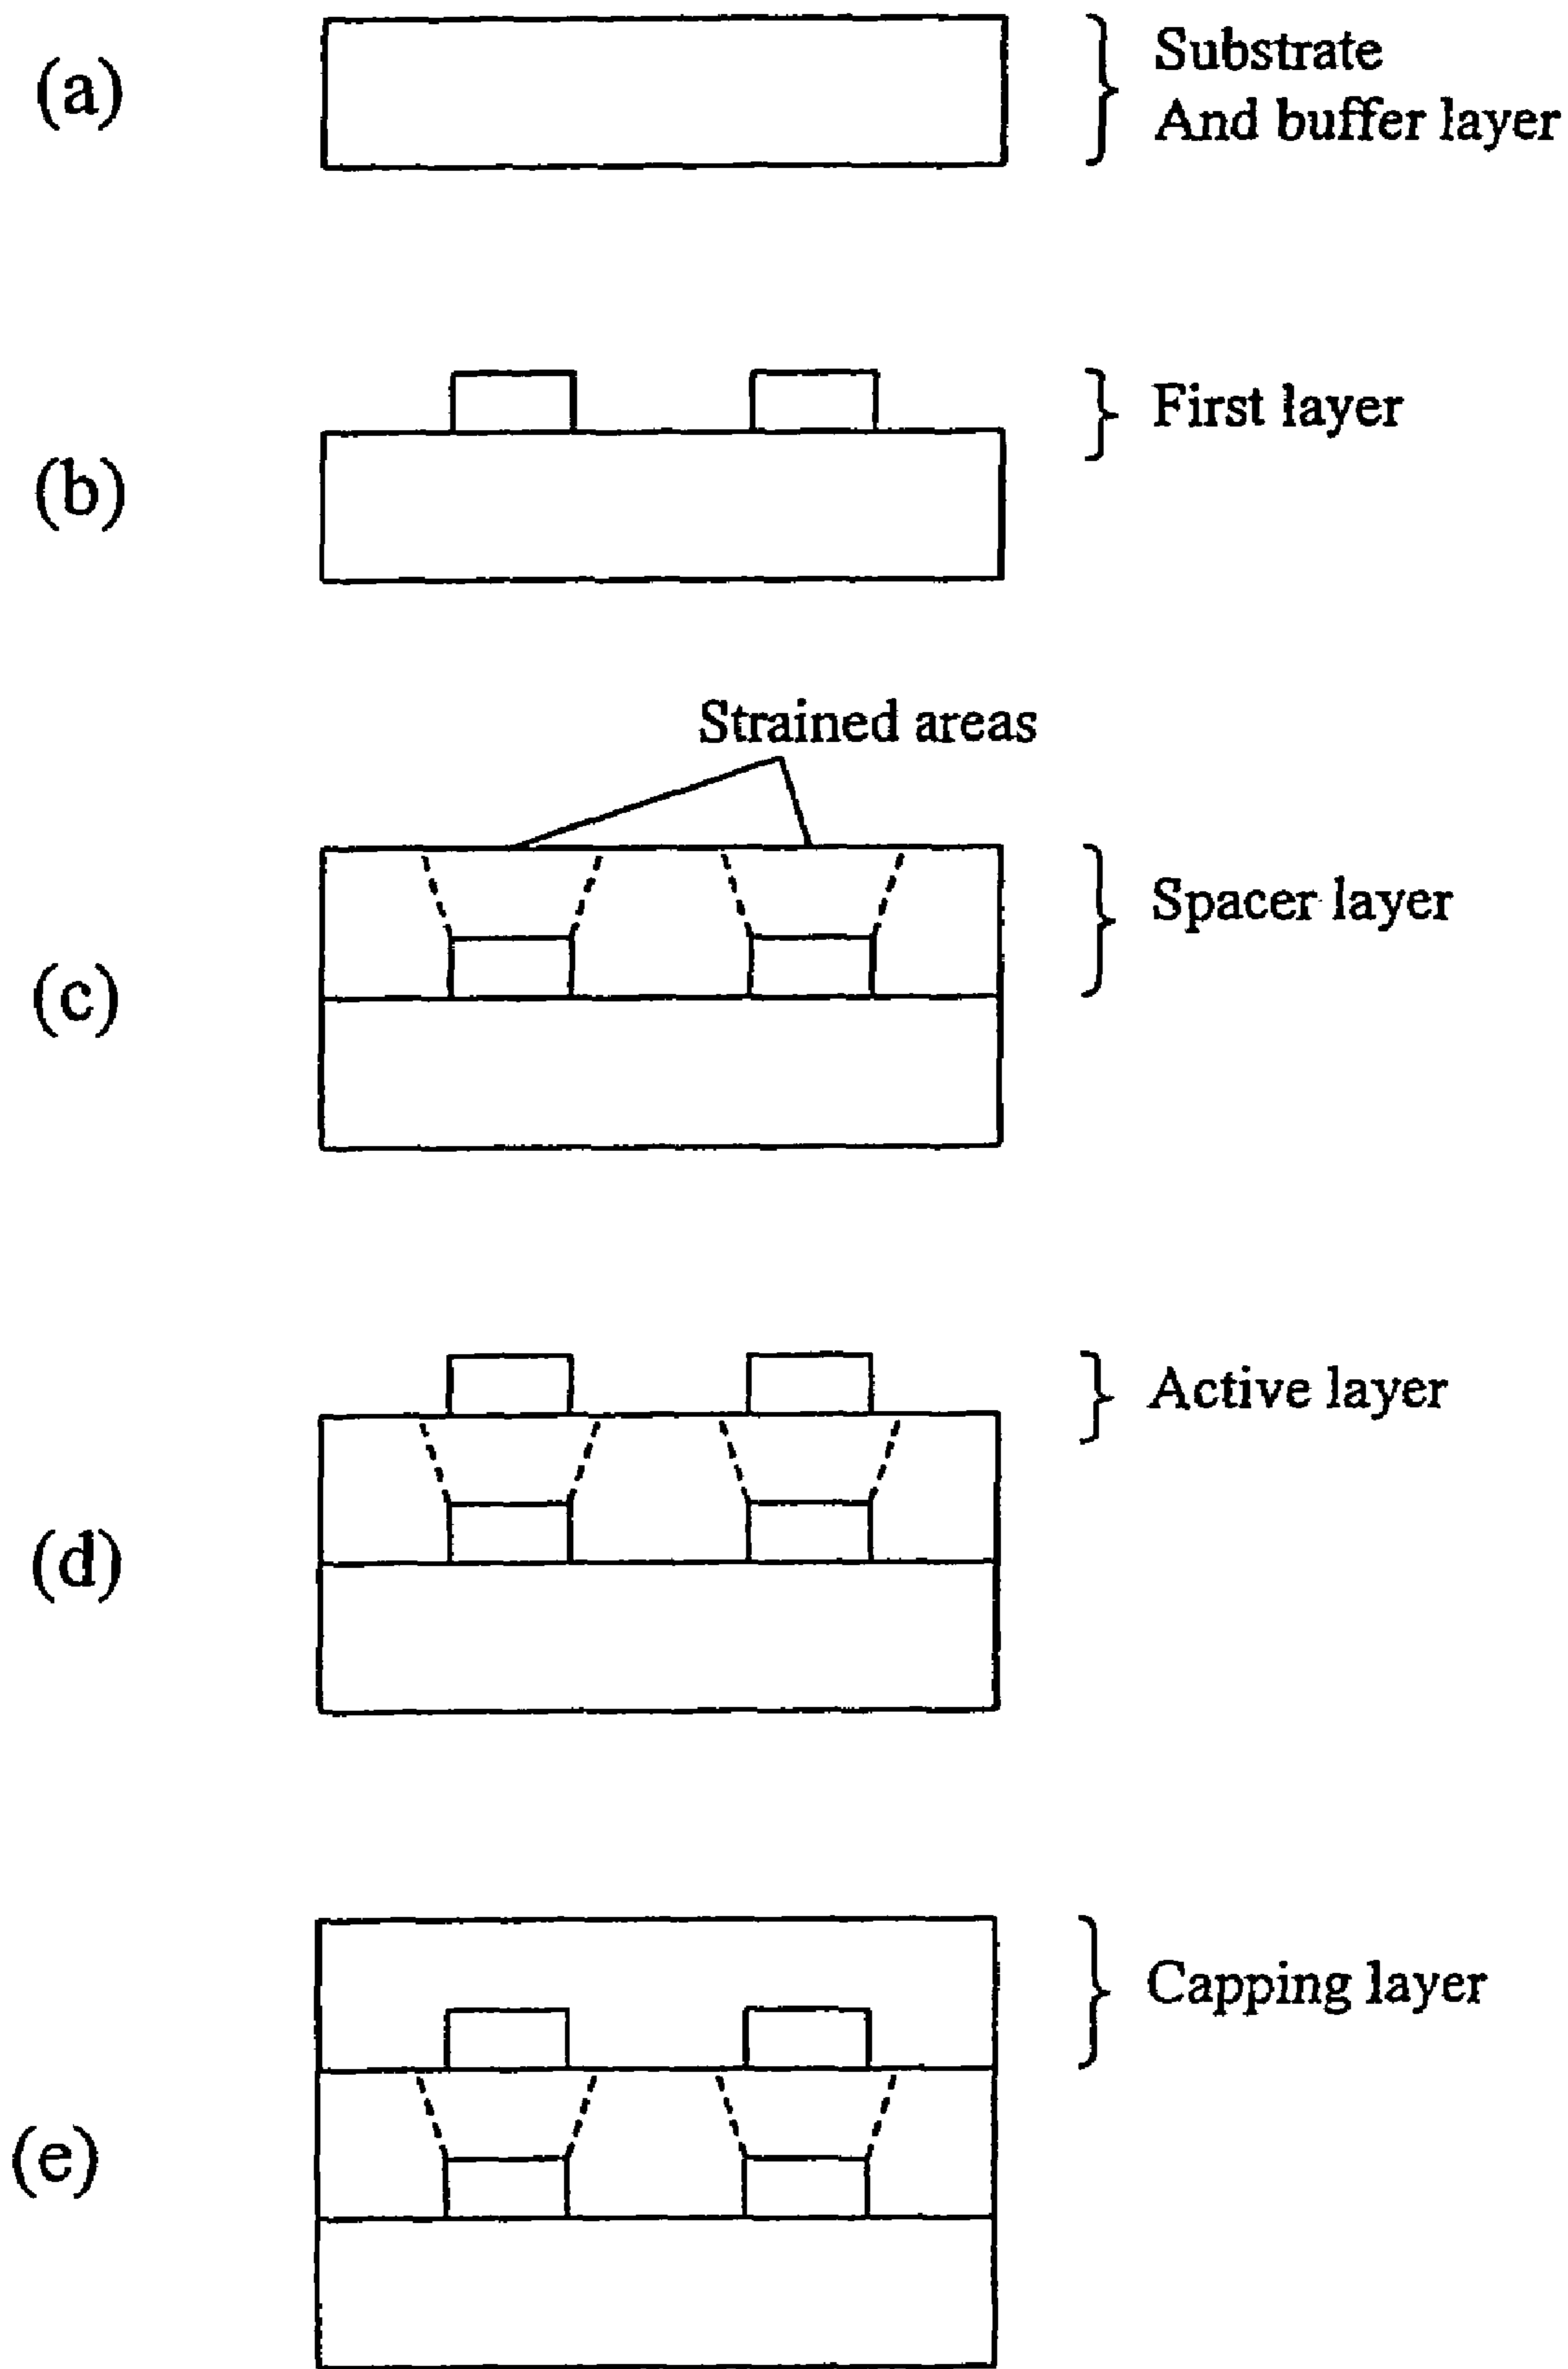 (a)
Substrate
And buffer layer
First layer
(b)
Strained areas
Spacer layer
(c)
Active layer
(d)
Capping layer
(e)